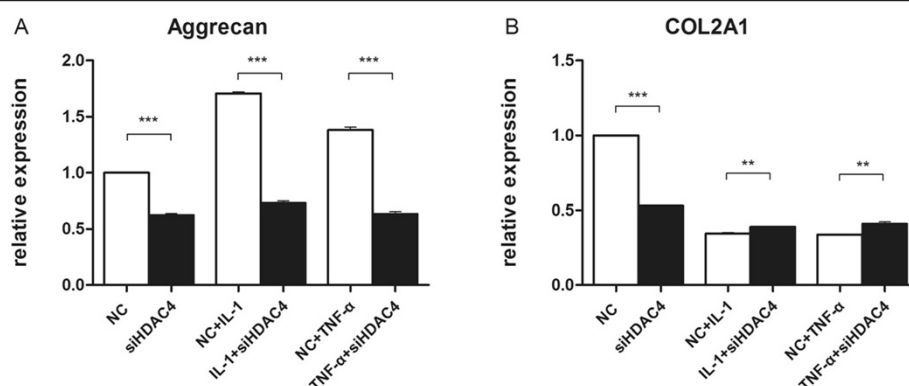 A
Aggrecan
relative expression
2.0
1.5
1.0
0.5
0.0
***
***
***
NC
siHDAC4
NC+IL-1
IL-1+siHDAC4
NC+TNF-α
TNF-α+siHDAC4
B
COL2A1
relative expression
1.5
1.0
0.5
0.0
***
**
**
NC
siHDAC4
NC+IL-1
IL-1+siHDAC4
NC+TNF-α
TNF-α+siHDAC4